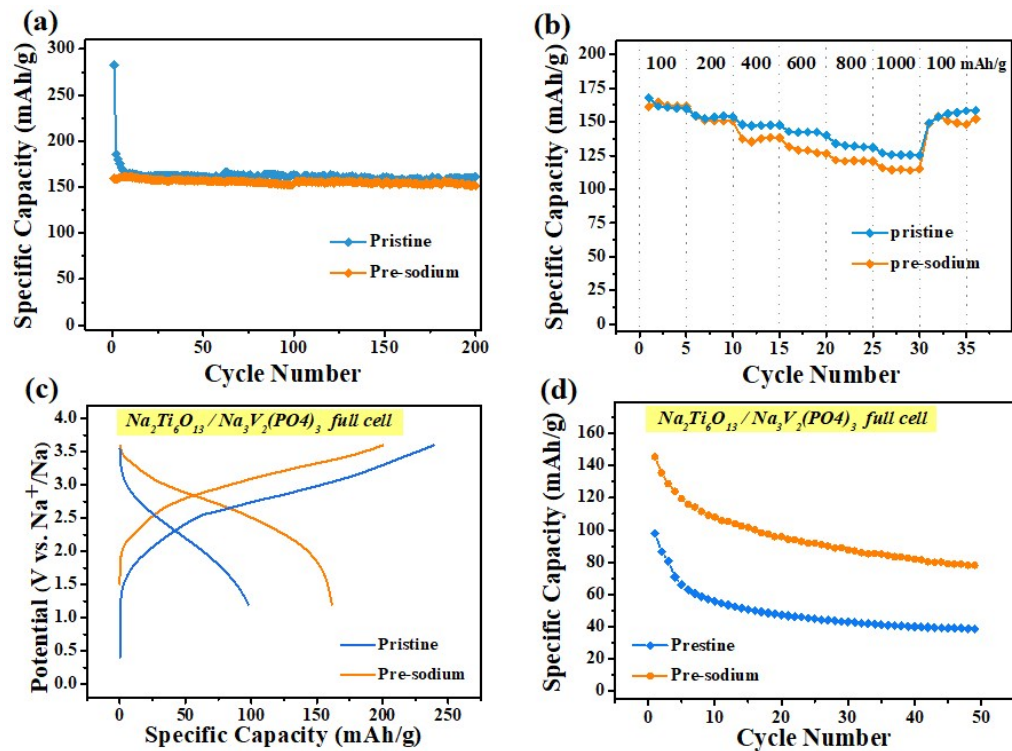 (a)
Specific Capacity (mAh/g)
300
250
200
150
100
50
0
Pristine
Pre-sodium
0
50
100
150
200
Cycle Number
(b)
Specific Capacity (mAh/g)
200
175
150
125
100
75
50
25
0
100
200
400
600
800
1000
100 mAh/g
pristine
pre-sodium
0
5
10
15
20
25
30
35
Cycle Number
(c)
Na2Ti6O13 / Na3V2(PO4)3 full cell
Potential (V vs. Na+/Na)
4.0
3.5
3.0
2.5
2.0
1.5
1.0
0.5
0.0
Pristine
Pre-sodium
0
50
100
150
200
250
Specific Capacity (mAh/g)
(d)
Na2Ti6O13 / Na3V2(PO4)3 full cell
Specific Capacity (mAh/g)
160
140
120
100
80
60
40
20
0
Prestine
Pre-sodium
0
10
20
30
40
50
Cycle Number